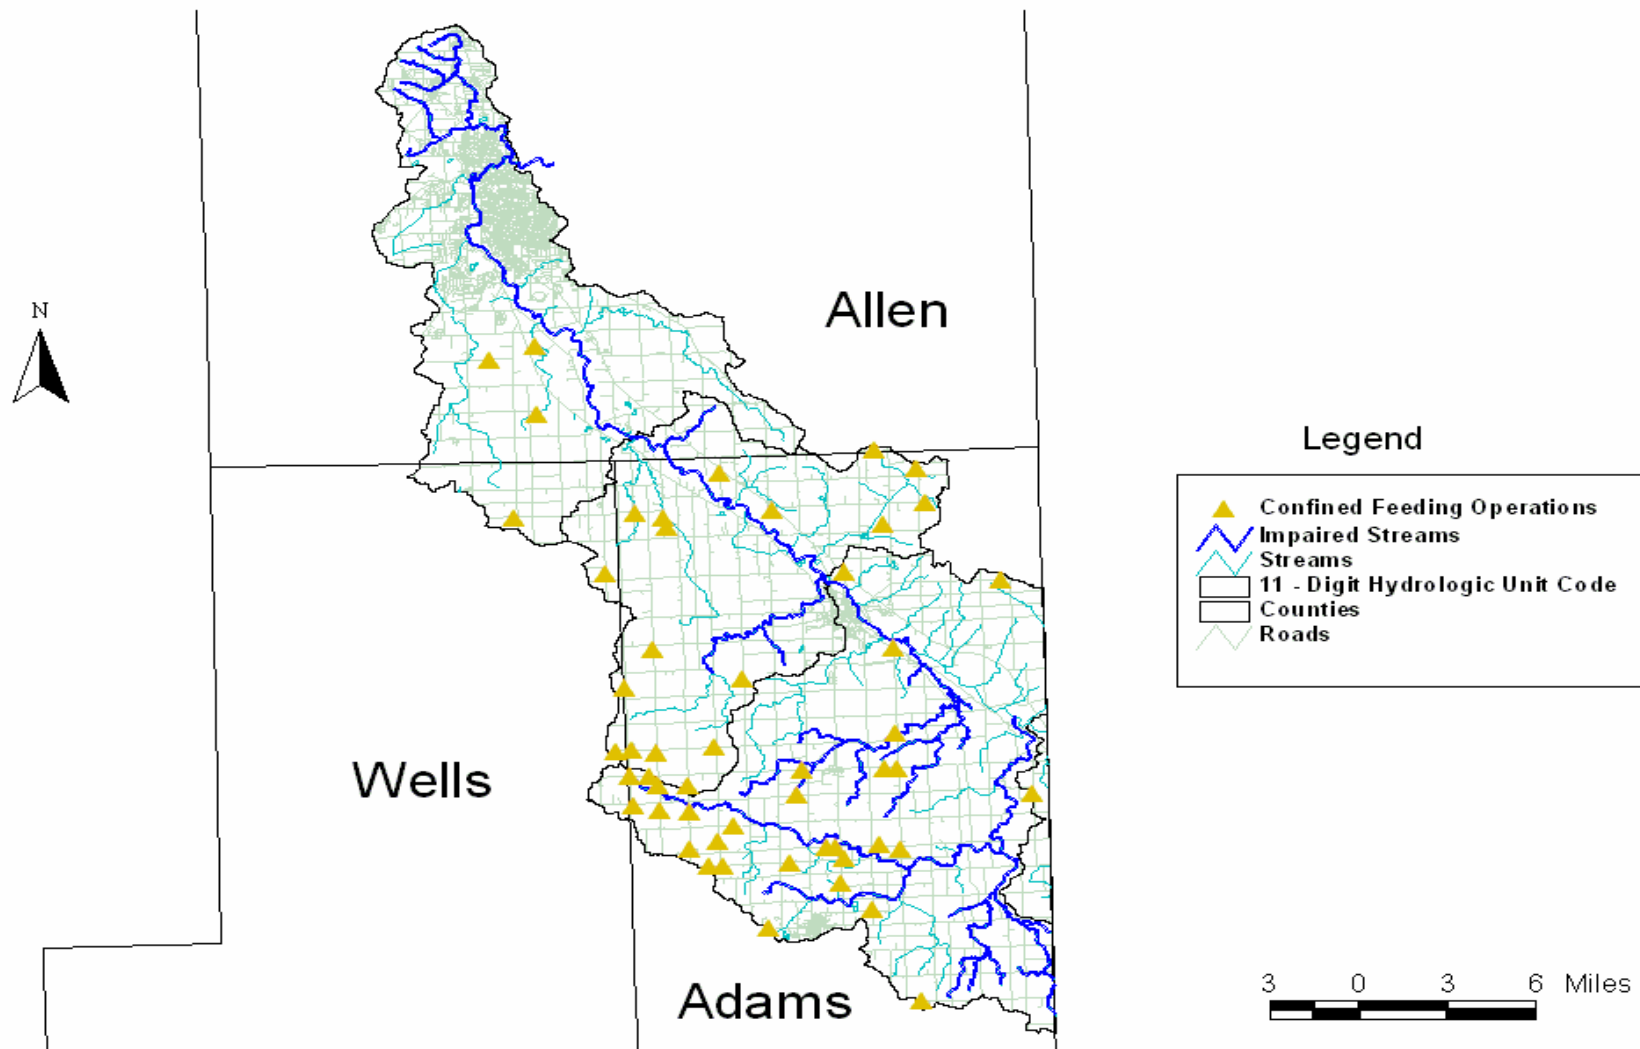 N
Allen
Wells
Adams
Legend
Confined Feeding Operations
Impaired Streams
Streams
11 - Digit Hydrologic Unit Code
Counties
Roads
3 0 3 6 Miles